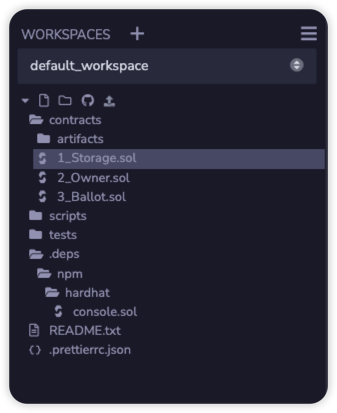 WORKSPACES
default_workspace
contracts
artifacts
1_Storage.sol
2_Owner.sol
3_Ballot.sol
scripts
tests
.deps
npm
hardhat
console.sol
README.txt
.prettierrc.json